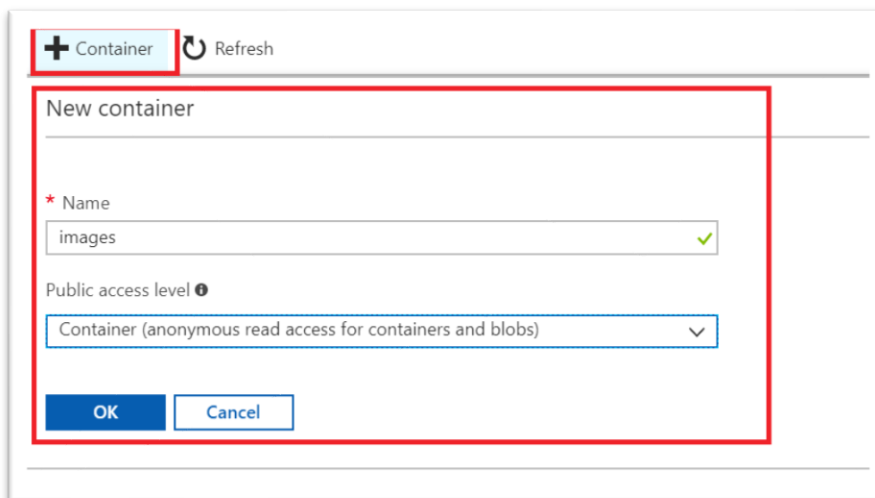 Container Refresh
New container
* Name
images
Public access level
Container (anonymous read access for containers and blobs)
OK Cancel